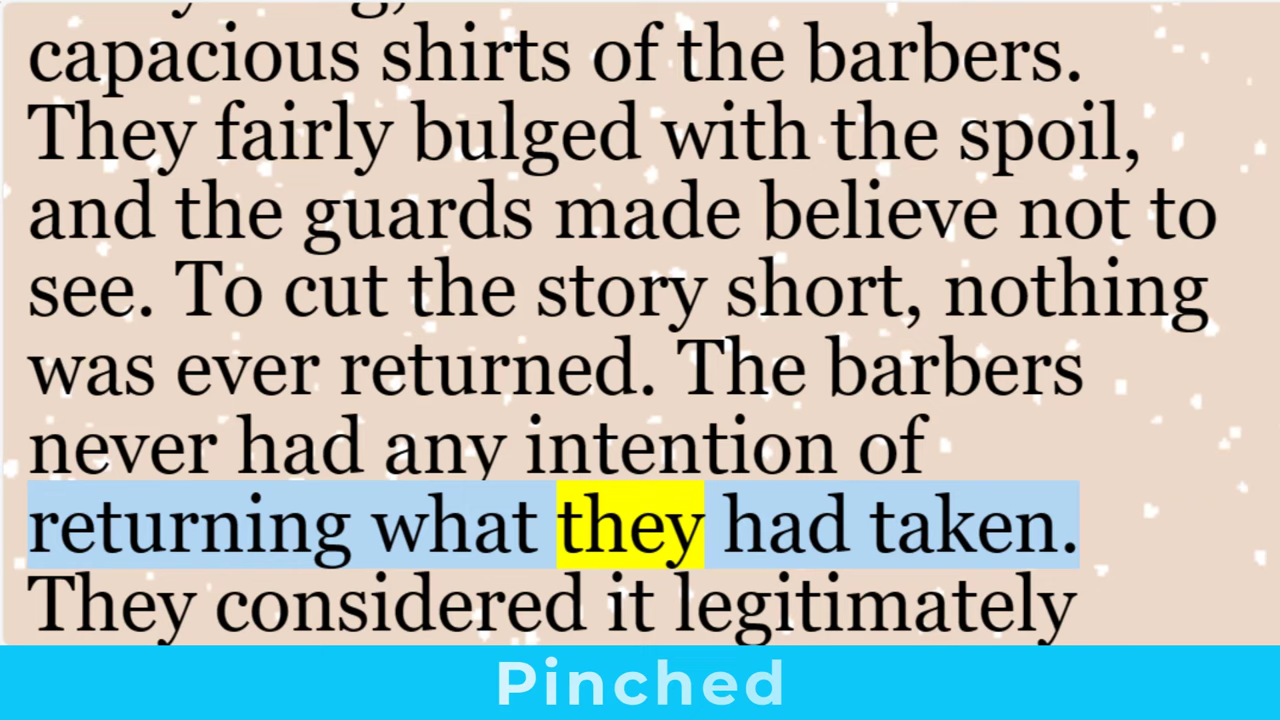 capacious shirts of the barbers.
They fairly bulged with the spoil,
and the guards made believe not to
see. To cut the story short, nothing
was ever returned. The barbers
never had any intention of
returning what they had taken.
They considered it legitimately
Pinched